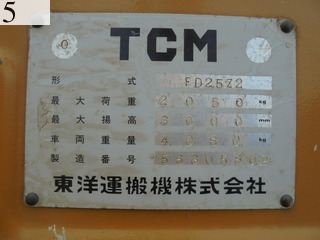 5
TCM
形 式 FD25Z2
最大荷重 2050 kg
最大揚高 3000 mm
車両重量 4050 kg
製造番号
東洋運搬機株式会社